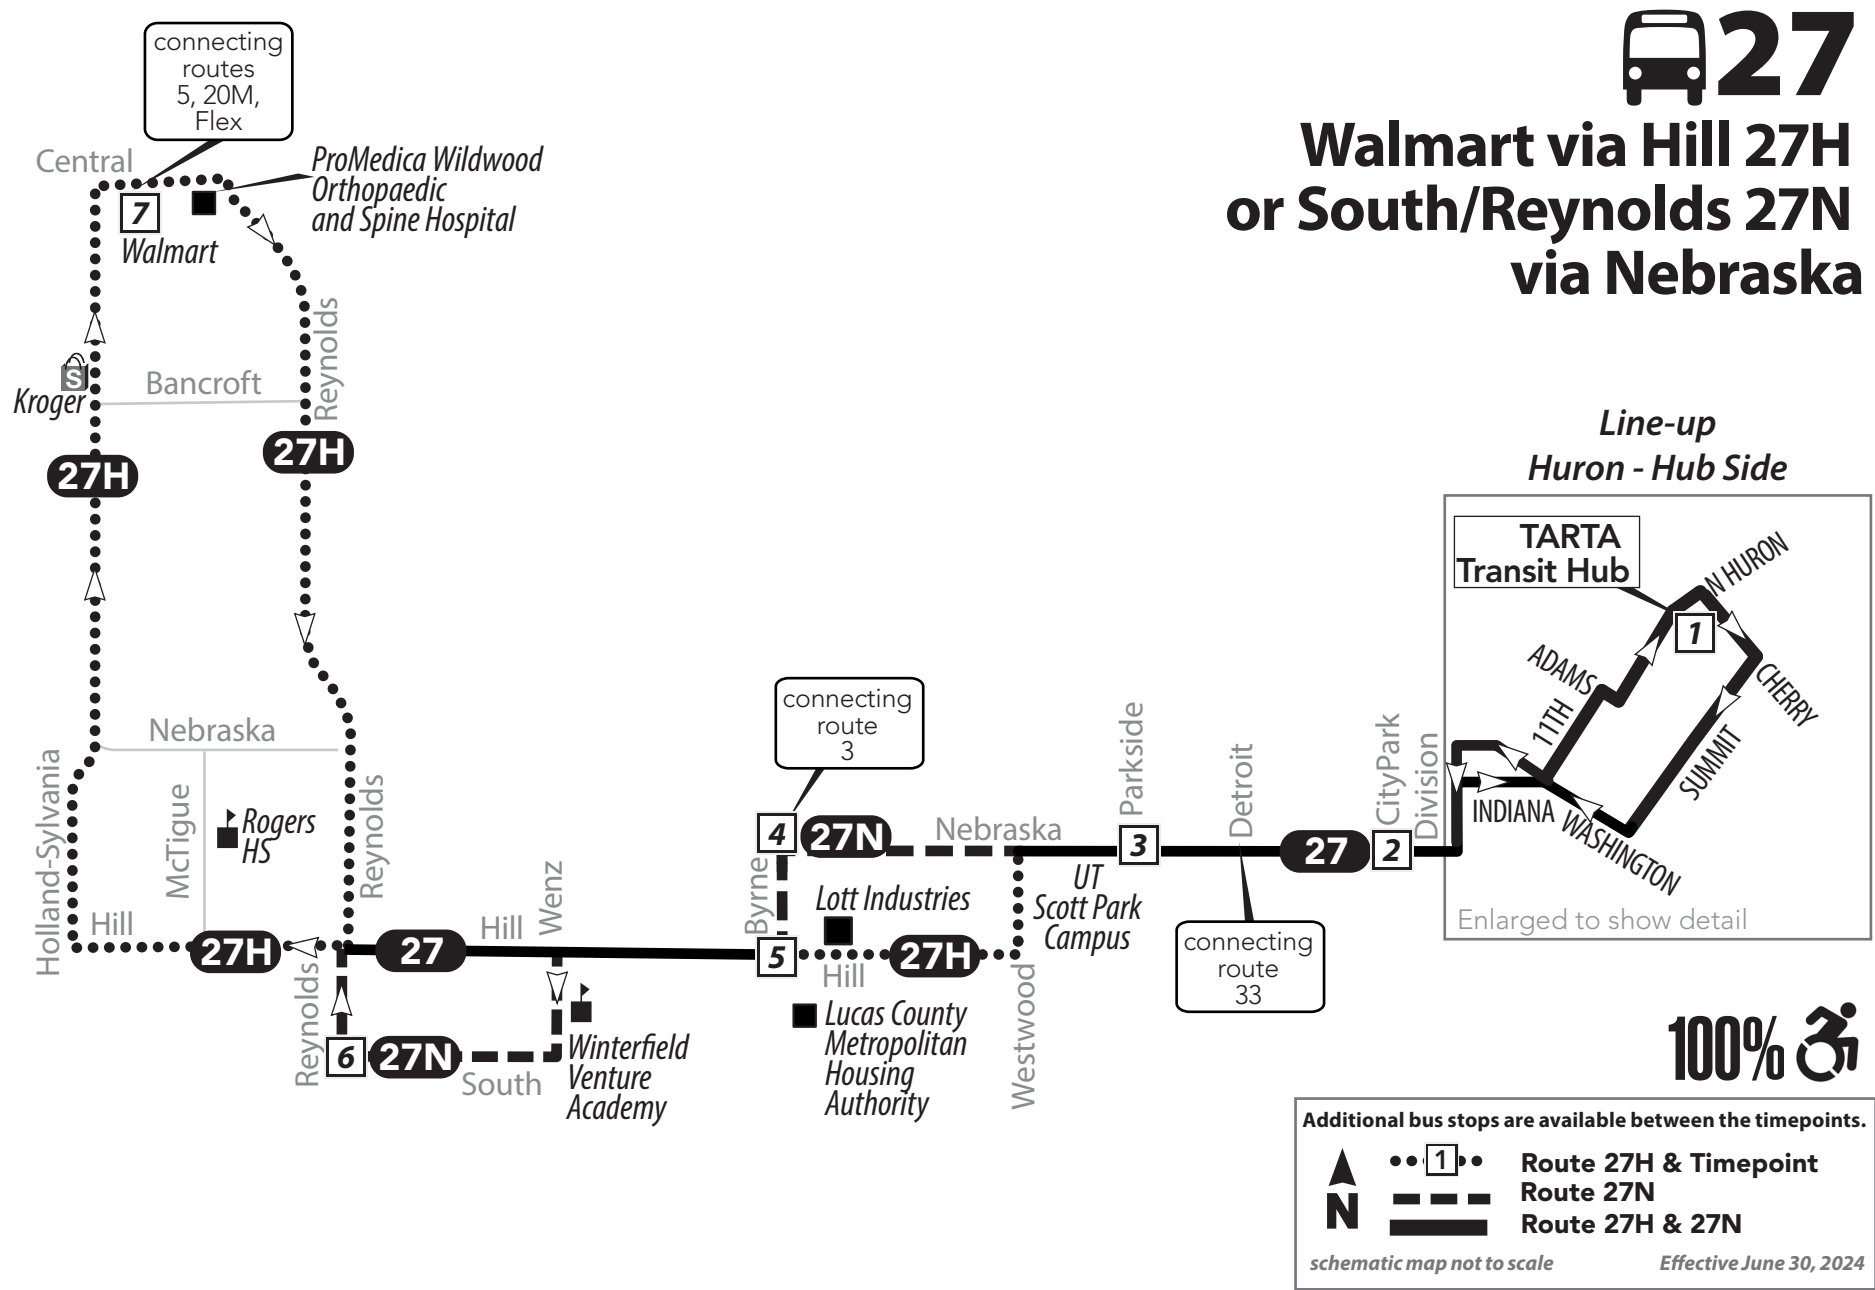 27
Walmart via Hill 27H
or South/Reynolds 27N
via Nebraska
connecting
routes
5, 20M,
Flex
Central
ProMedica Wildwood
Orthopaedic
and Spine Hospital
7
Walmart
Reynolds
S
Kroger
Bancroft
27H
27H
Nebraska
Holland-Sylvania
McTigue
Rogers
HS
Reynolds
Hill
27H
27
Hill
Wenz
Reynolds
6
27N
South
Winterfield
Venture
Academy
connecting
route
3
4
27N
Nebraska
Byrne
Lott Industries
5
Hill
27H
Lucas County
Metropolitan
Housing
Authority
Westwood
UT
Scott Park
Campus
Parkside
3
Detroit
connecting
route
33
27
CityPark
2
Division
Line-up
Huron - Hub Side
TARTA
Transit Hub
N HURON
1
ADAMS
CHERRY
11TH
SUMMIT
INDIANA
WASHINGTON
Enlarged to show detail
100%
Additional bus stops are available between the timepoints.
1
Route 27H & Timepoint
Route 27N
N
Route 27H & 27N
schematic map not to scale
Effective June 30, 2024